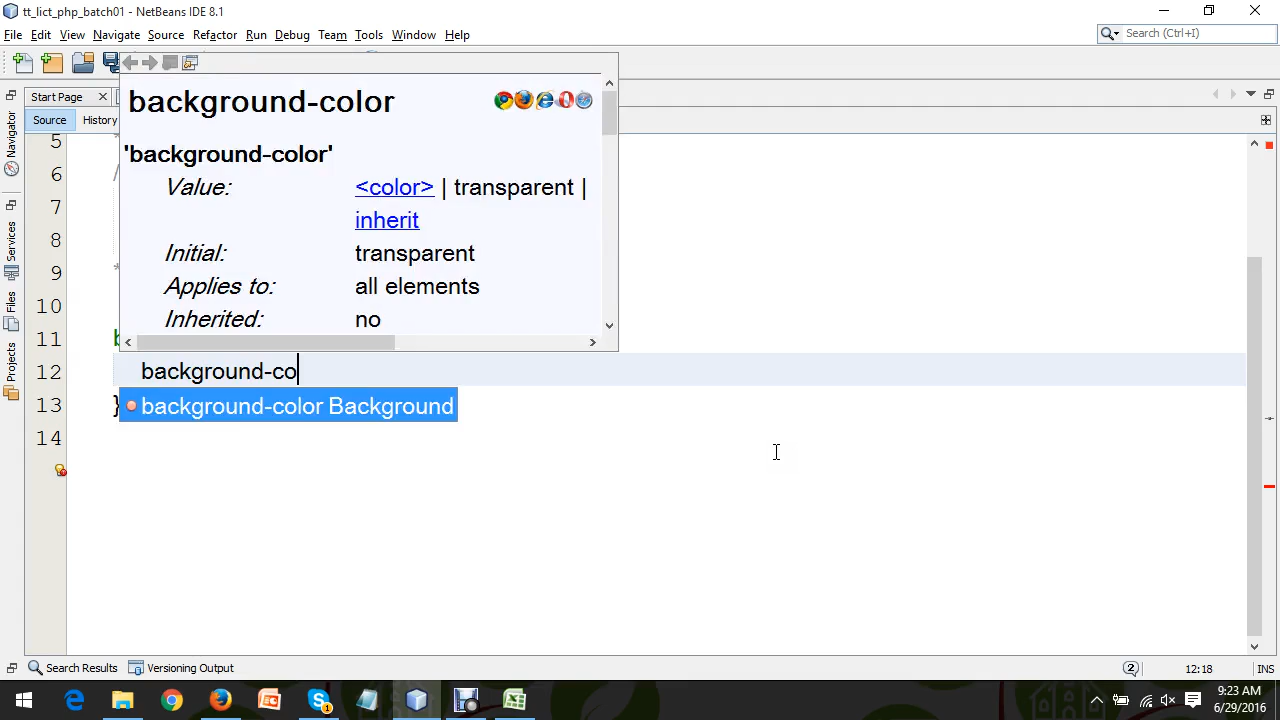 tt_lict_php_batch01 - NetBeans IDE 8.1
File Edit View Navigate Source Refactor Run Debug Team Tools Window Help
Search (Ctrl+I)
Start Page
Source History
Navigator
Services
Files
Projects
background-color
'background-color'
Value: <color> | transparent |
inherit
Initial: transparent
Applies to: all elements
Inherited: no
5 *
6 /
7
8
9 *
10
11 b
12 background-co
13 }
background-color Background
14
Search Results Versioning Output
2
12:18
INS
1
9:23 AM
6/29/2016